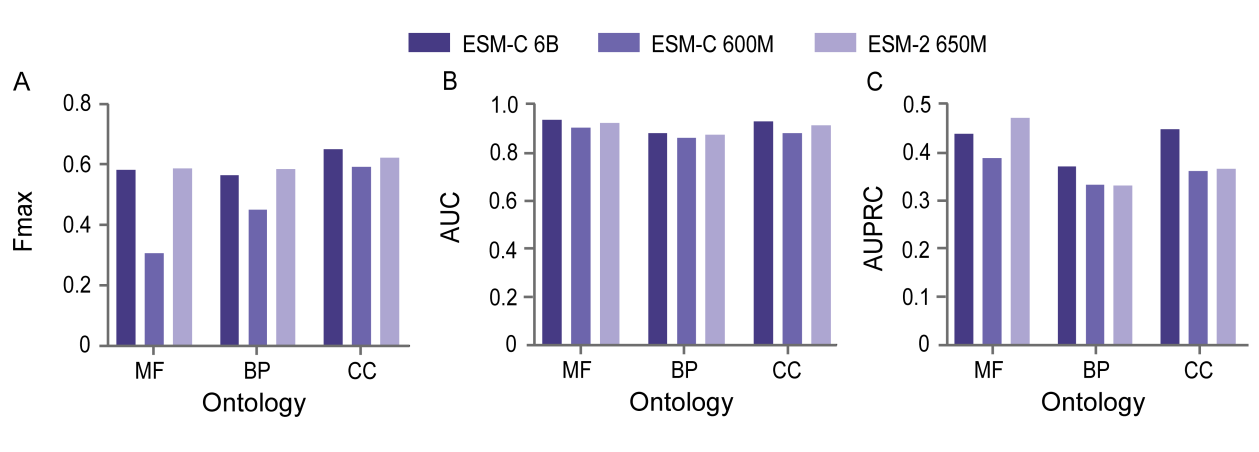 ESM-C 6B ESM-C 600M ESM-2 650M
A
Fmax
0.8
0.6
0.4
0.2
0
MF BP CC
Ontology
B
AUC
1.0
0.8
0.6
0.4
0.2
0
MF BP CC
Ontology
C
AUPRC
0.5
0.4
0.3
0.2
0.1
0
MF BP CC
Ontology